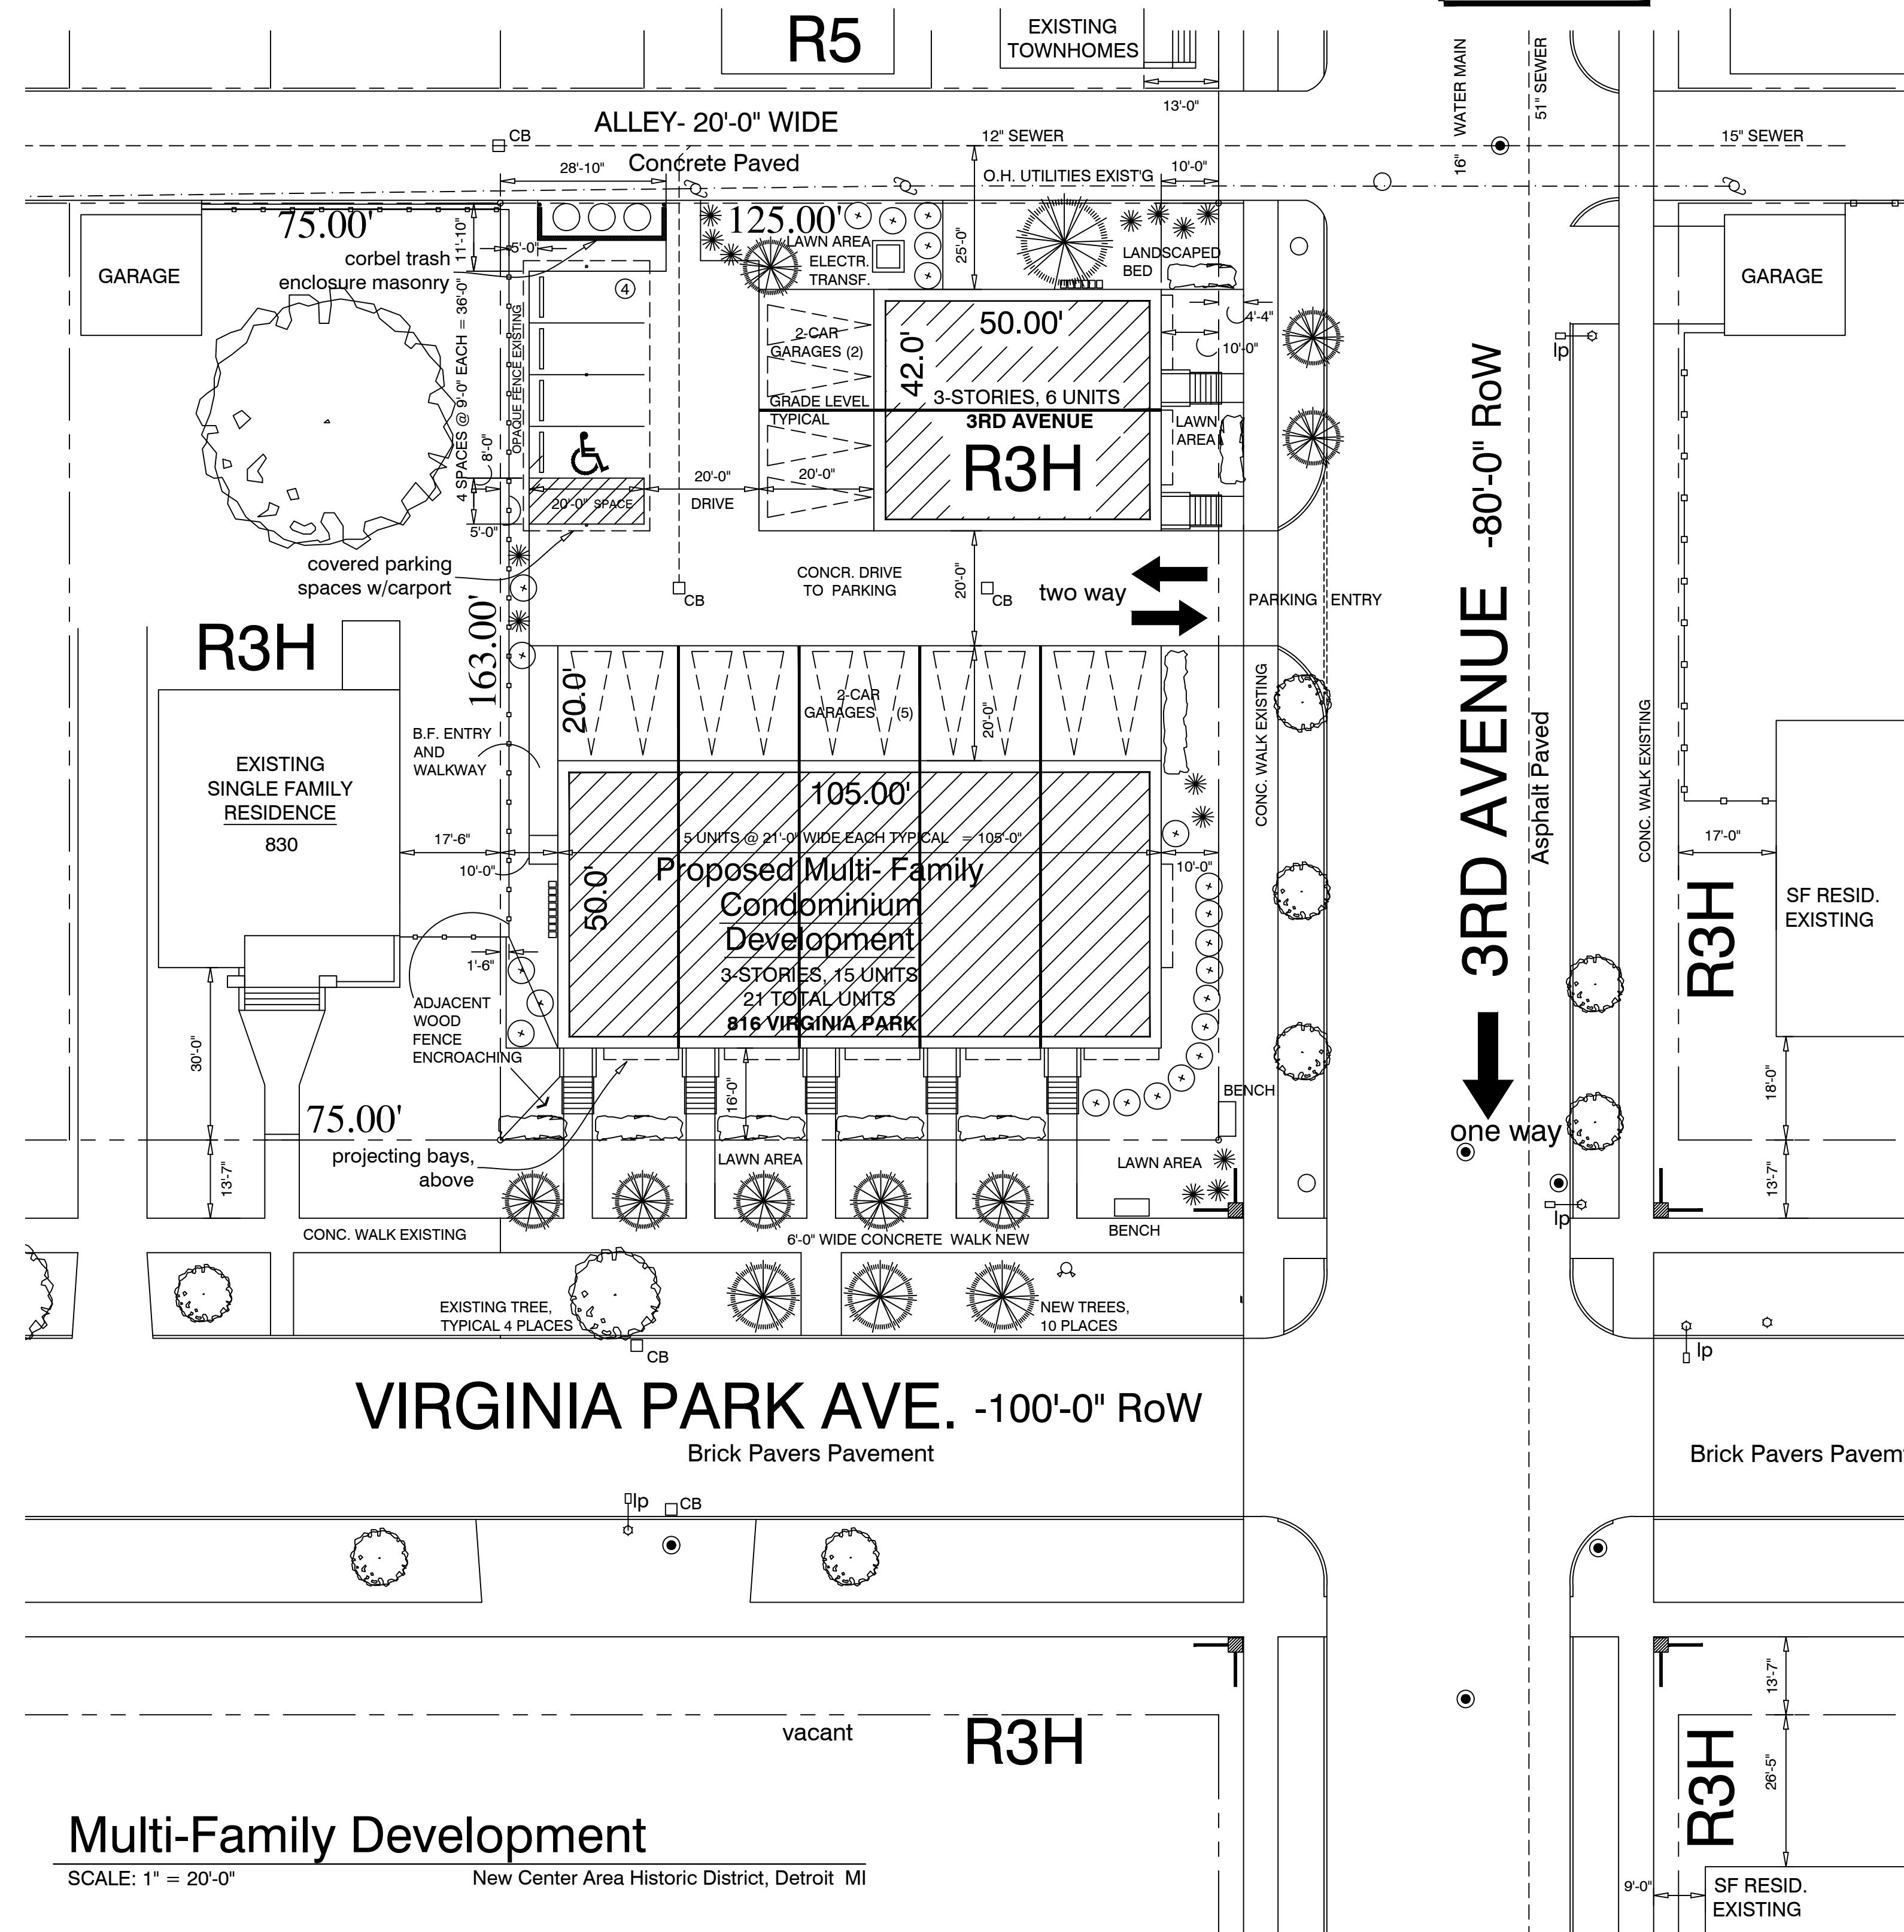 R5
EXISTING
TOWNHOMES
13'-0"
16"   WATER MAIN
51" SEWER
ALLEY- 20'-0" WIDE
CB
12" SEWER
15" SEWER
Concrete Paved
28'-10"
O.H. UTILITIES EXIST'G
10'-0"
75.00'
11'-10"
5'-0"
125.00'
LAWN AREA
ELECTR.
TRANSF.
25'-0"
LANDSCAPED
BED
GARAGE
corbel trash
enclosure masonry
4
GARAGE
4 SPACES @ 9'-0" EACH = 36'-0"
OPAQUE FENCE EXISTING
2-CAR
GARAGES (2)
50.00'
42.0'
4'-4"
10'-0"
lp
GRADE LEVEL
TYPICAL
3-STORIES, 6 UNITS
3RD AVENUE
R3H
LAWN
AREA
8'-0"
20'-0" SPACE
20'-0"
DRIVE
20'-0"
5'-0"
covered parking
spaces w/carport
CONCR. DRIVE
TO  PARKING
20'-0"
CB
CB
two way
PARKING  ENTRY
3RD AVENUE -80'-0" RoW
Asphalt Paved
R3H
163.00'
20.0'
2-CAR
GARAGES   (5)
20'-0"
CONC. WALK EXISTING
CONC. WALK EXISTING
B.F. ENTRY
AND
WALKWAY
EXISTING
SINGLE FAMILY
RESIDENCE
830
105.00'
5 UNITS @ 21'-0" WIDE EACH TYPICAL   = 105'-0"
17'-6"
10'-0"
10'-0"
17'-0"
50.0'
Proposed Multi- Family
Condominium
Development
3-STORIES, 15 UNITS
21 TOTAL UNITS
816 VIRGINIA PARK
R3H
SF RESID.
EXISTING
1'-6"
ADJACENT
WOOD
FENCE
ENCROACHING
30'-0"
16'-0"
BENCH
18'-0"
75.00'
one way
projecting bays,
above
LAWN AREA
LAWN AREA
13'-7"
13'-7"
lp
CONC. WALK EXISTING
6'-0" WIDE CONCRETE  WALK NEW
BENCH
EXISTING TREE,
TYPICAL 4 PLACES
NEW TREES,
10 PLACES
CB
lp
VIRGINIA PARK AVE. -100'-0" RoW
Brick Pavers Pavement
Brick Pavers Pavem
lp
CB
13'-7"
vacant
R3H
R3H
26'-5"
Multi-Family Development
SCALE: 1" = 20'-0"
New Center Area Historic District, Detroit  MI
9'-0"
SF RESID.
EXISTING